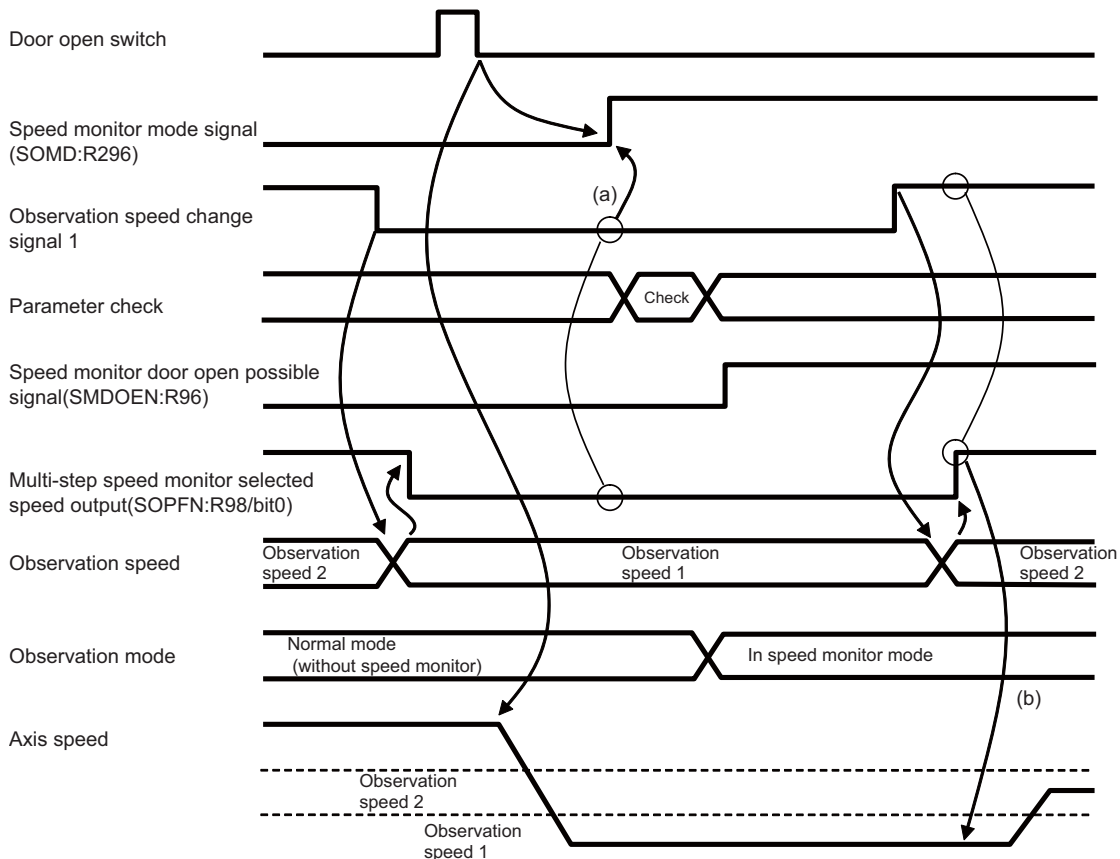 Door open switch
Speed monitor mode signal
(SOMD:R296)
(a)
Observation speed change
signal 1
Parameter check
Check
Speed monitor door open possible
signal(SMDOEN:R96)
Multi-step speed monitor selected
speed output(SOPFN:R98/bit0)
Observation speed
Observation
speed 2
Observation
speed 1
Observation
speed 2
Observation mode
Normal mode
(without speed monitor)
In speed monitor mode
(b)
Axis speed
Observation
speed 2
Observation
speed 1